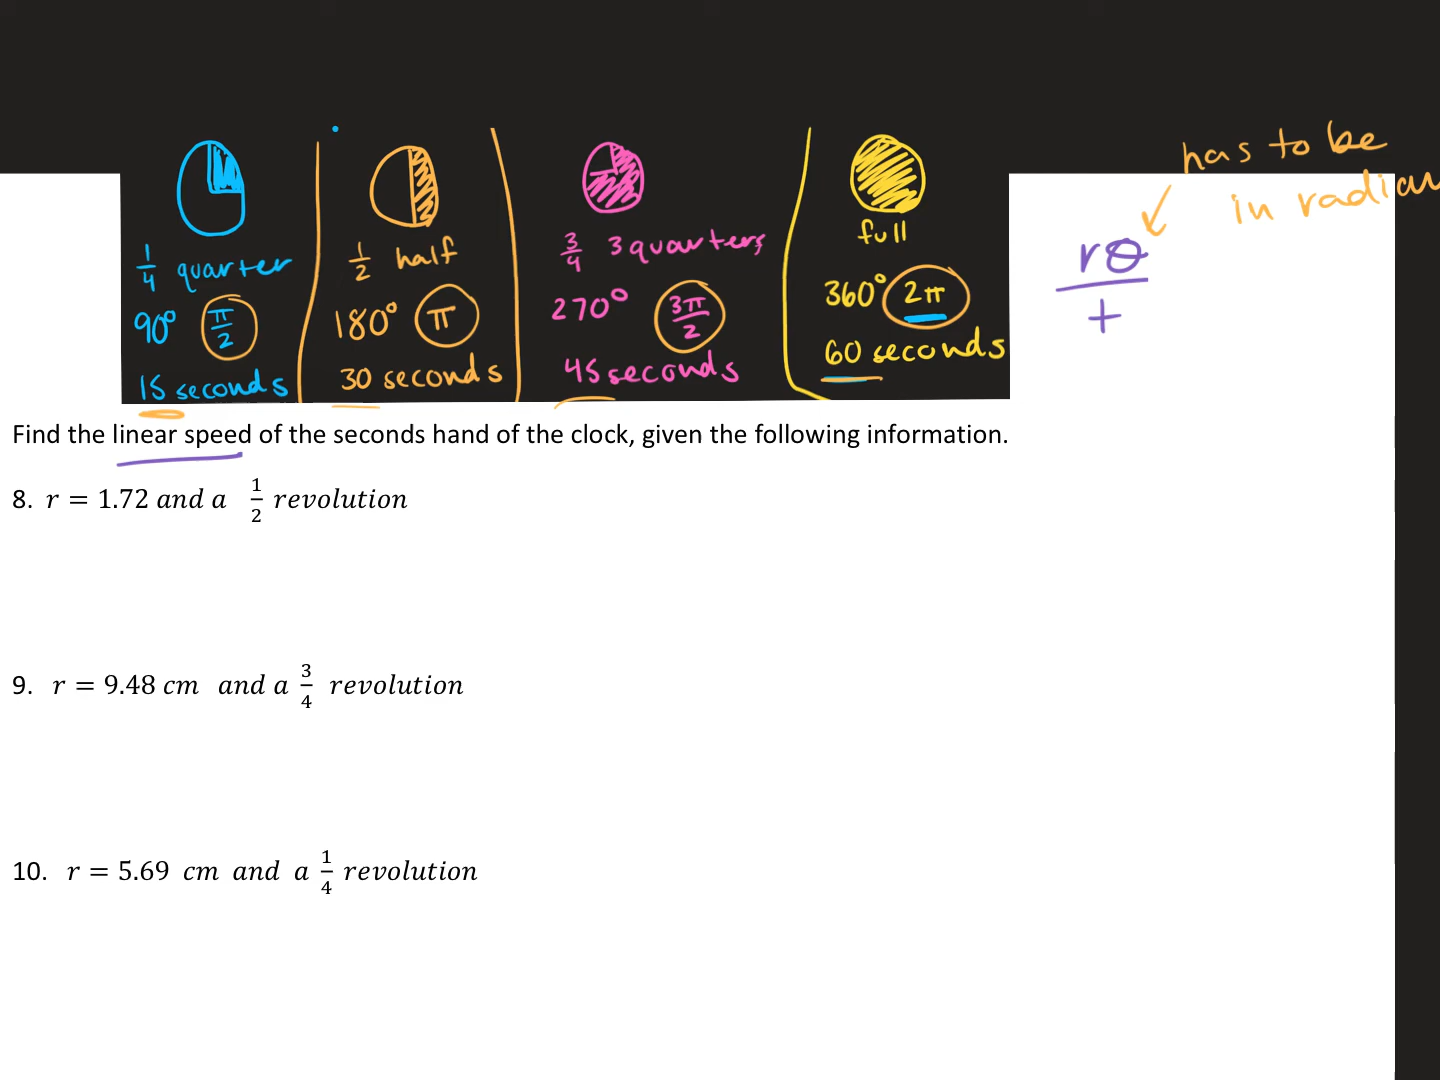 1/4 quarter
90° π/2
15 seconds
1/2 half
180° π
30 seconds
3/4 3 quarters
270° 3π/2
45 seconds
full
360° 2π
60 seconds
has to be
in radian
rθ
t
Find the linear speed of the seconds hand of the clock, given the following information.
8. r = 1.72 and a 1/2 revolution
9. r = 9.48 cm and a 3/4 revolution
10. r = 5.69 cm and a 1/4 revolution